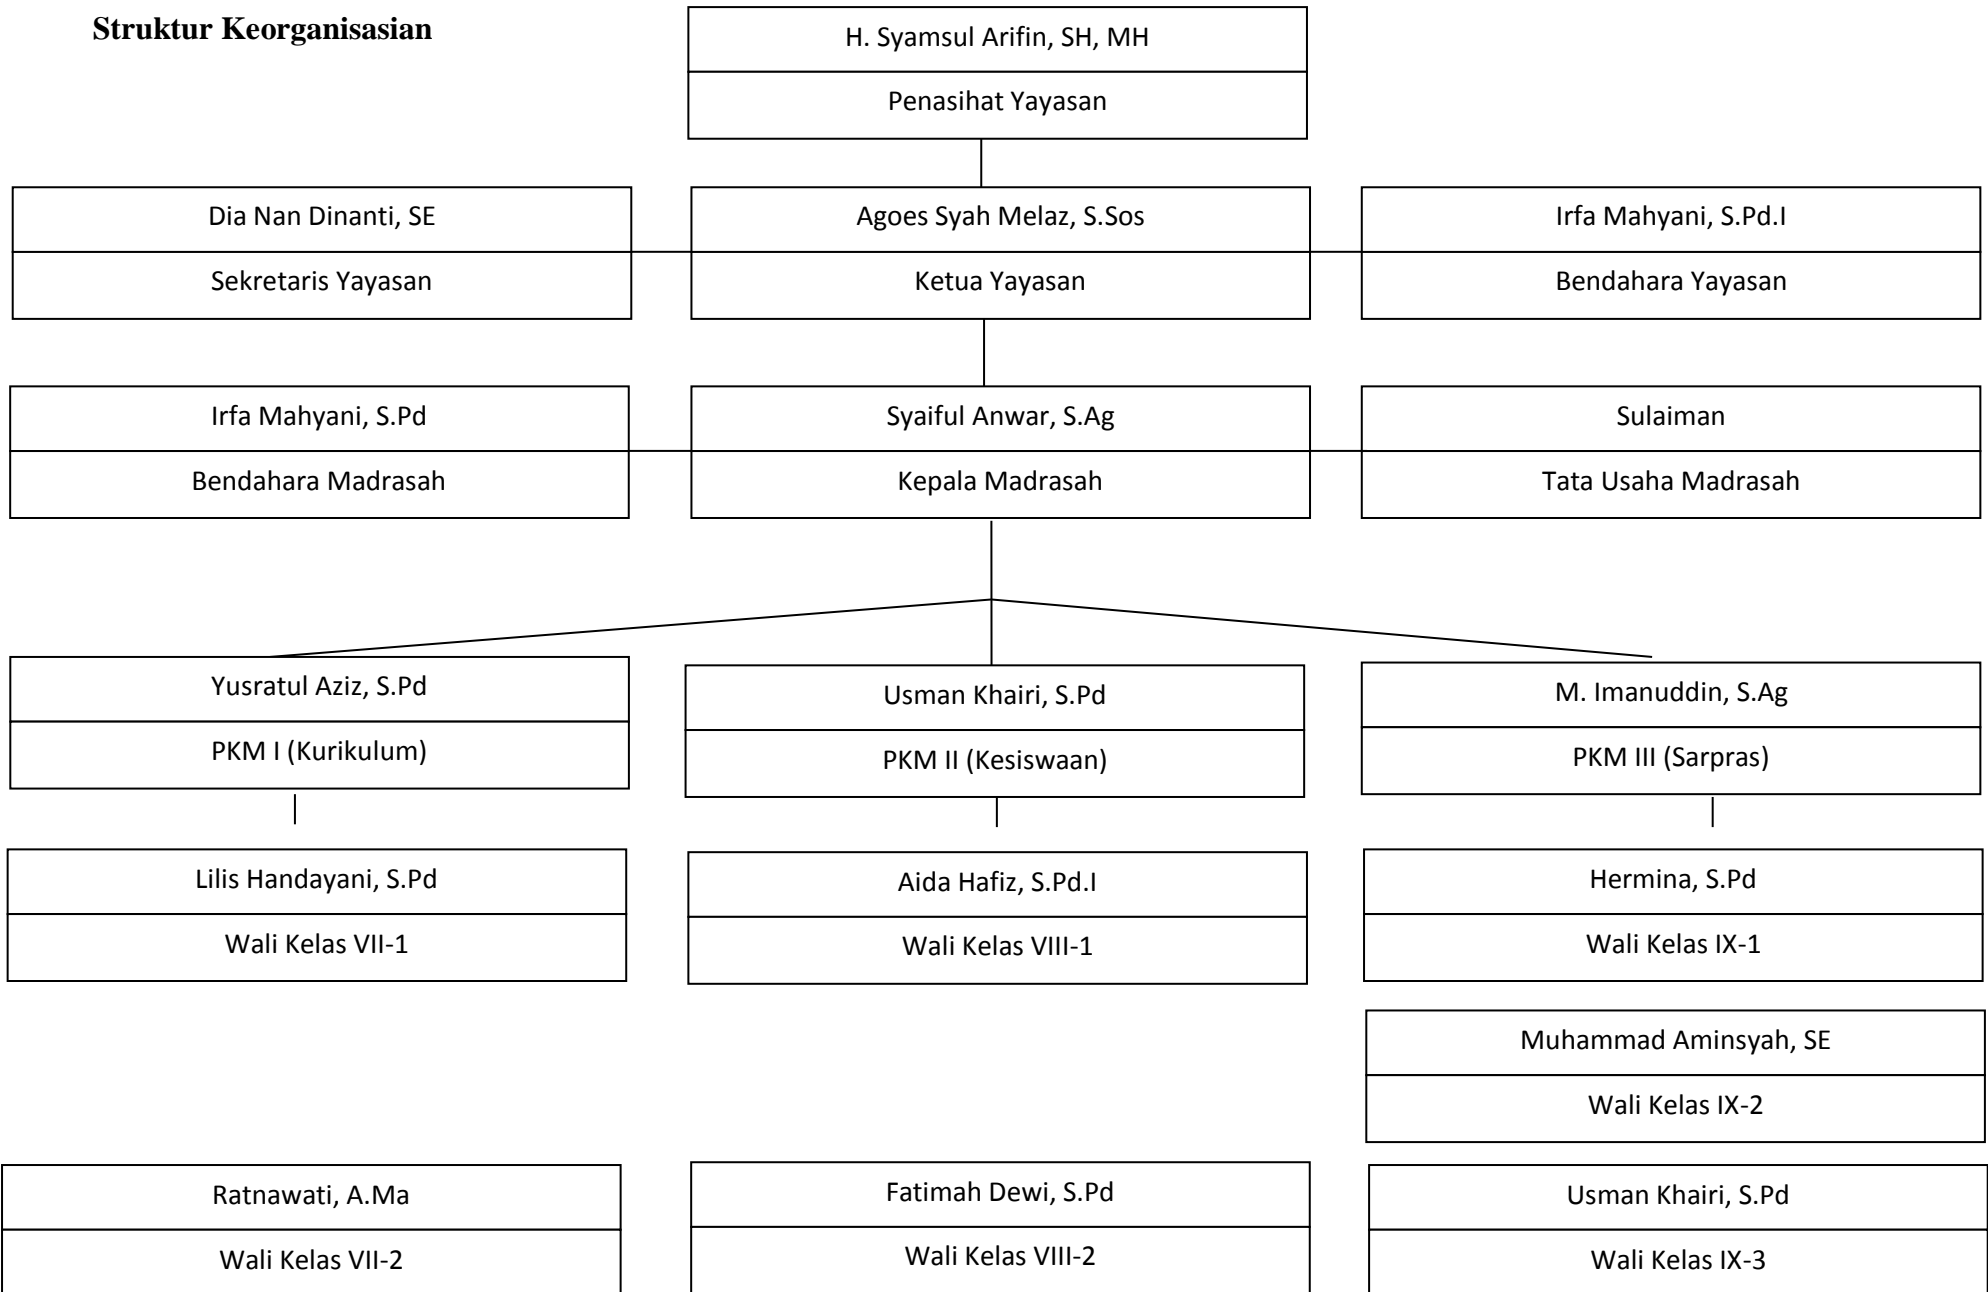 Struktur Keorganisasian
H. Syamsul Arifin, SH, MH
Penasihat Yayasan
Dia Nan Dinanti, SE
Sekretaris Yayasan
Agoes Syah Melaz, S.Sos
Ketua Yayasan
Irfa Mahyani, S.Pd.I
Bendahara Yayasan
Irfa Mahyani, S.Pd
Bendahara Madrasah
Syaiful Anwar, S.Ag
Kepala Madrasah
Sulaiman
Tata Usaha Madrasah
Yusratul Aziz, S.Pd
PKM I (Kurikulum)
Usman Khairi, S.Pd
PKM II (Kesiswaan)
M. Imanuddin, S.Ag
PKM III (Sarpras)
Lilis Handayani, S.Pd
Wali Kelas VII-1
Aida Hafiz, S.Pd.I
Wali Kelas VIII-1
Hermina, S.Pd
Wali Kelas IX-1
Muhammad Aminsyah, SE
Wali Kelas IX-2
Ratnawati, A.Ma
Wali Kelas VII-2
Fatimah Dewi, S.Pd
Wali Kelas VIII-2
Usman Khairi, S.Pd
Wali Kelas IX-3